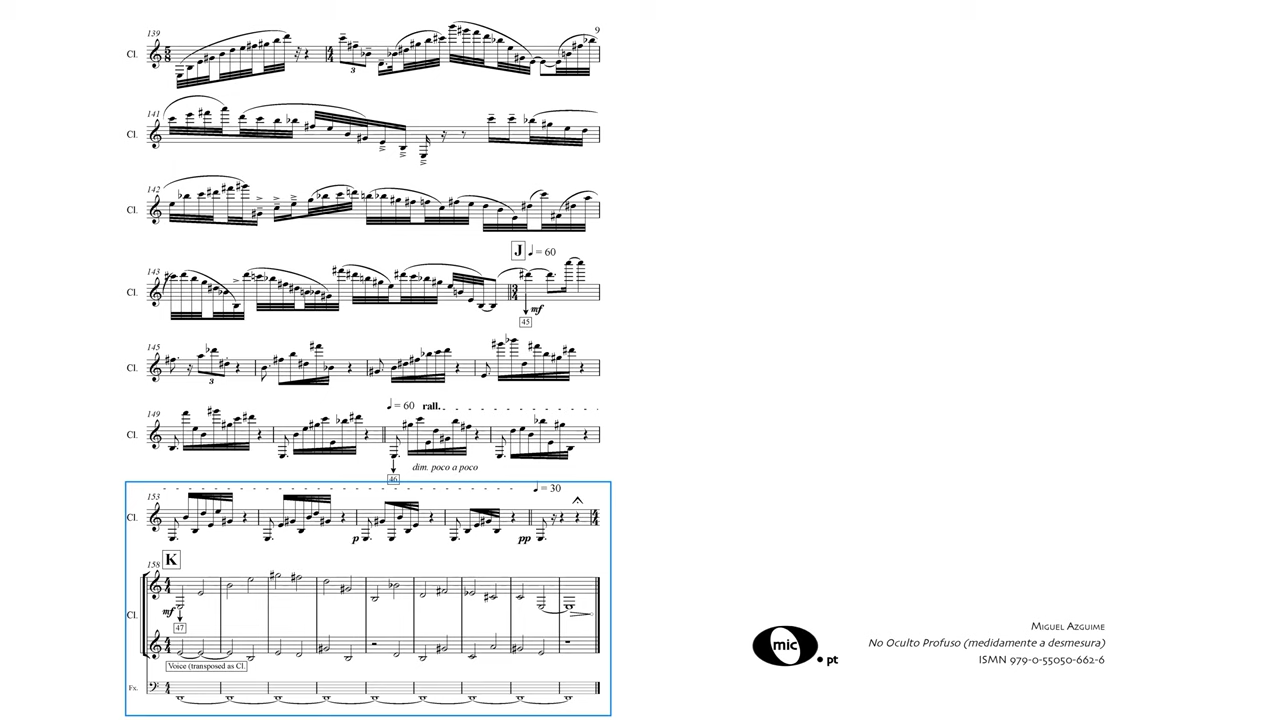 9
139
Cl.
3
141
Cl.
142
Cl.
J ♩ = 60
143
Cl.
mf
45
145
Cl.
3
♩ = 60 rall.
149
Cl.
dim. poco a poco
46
♩ = 30
153
Cl.
p
pp
K
158
mf
Cl.
47
Voice (transposed as Cl.
Fx.
MIGUEL AZGUIME
No Oculto Profuso (medidamente a desmesura)
mic .pt
ISMN 979-0-55050-662-6